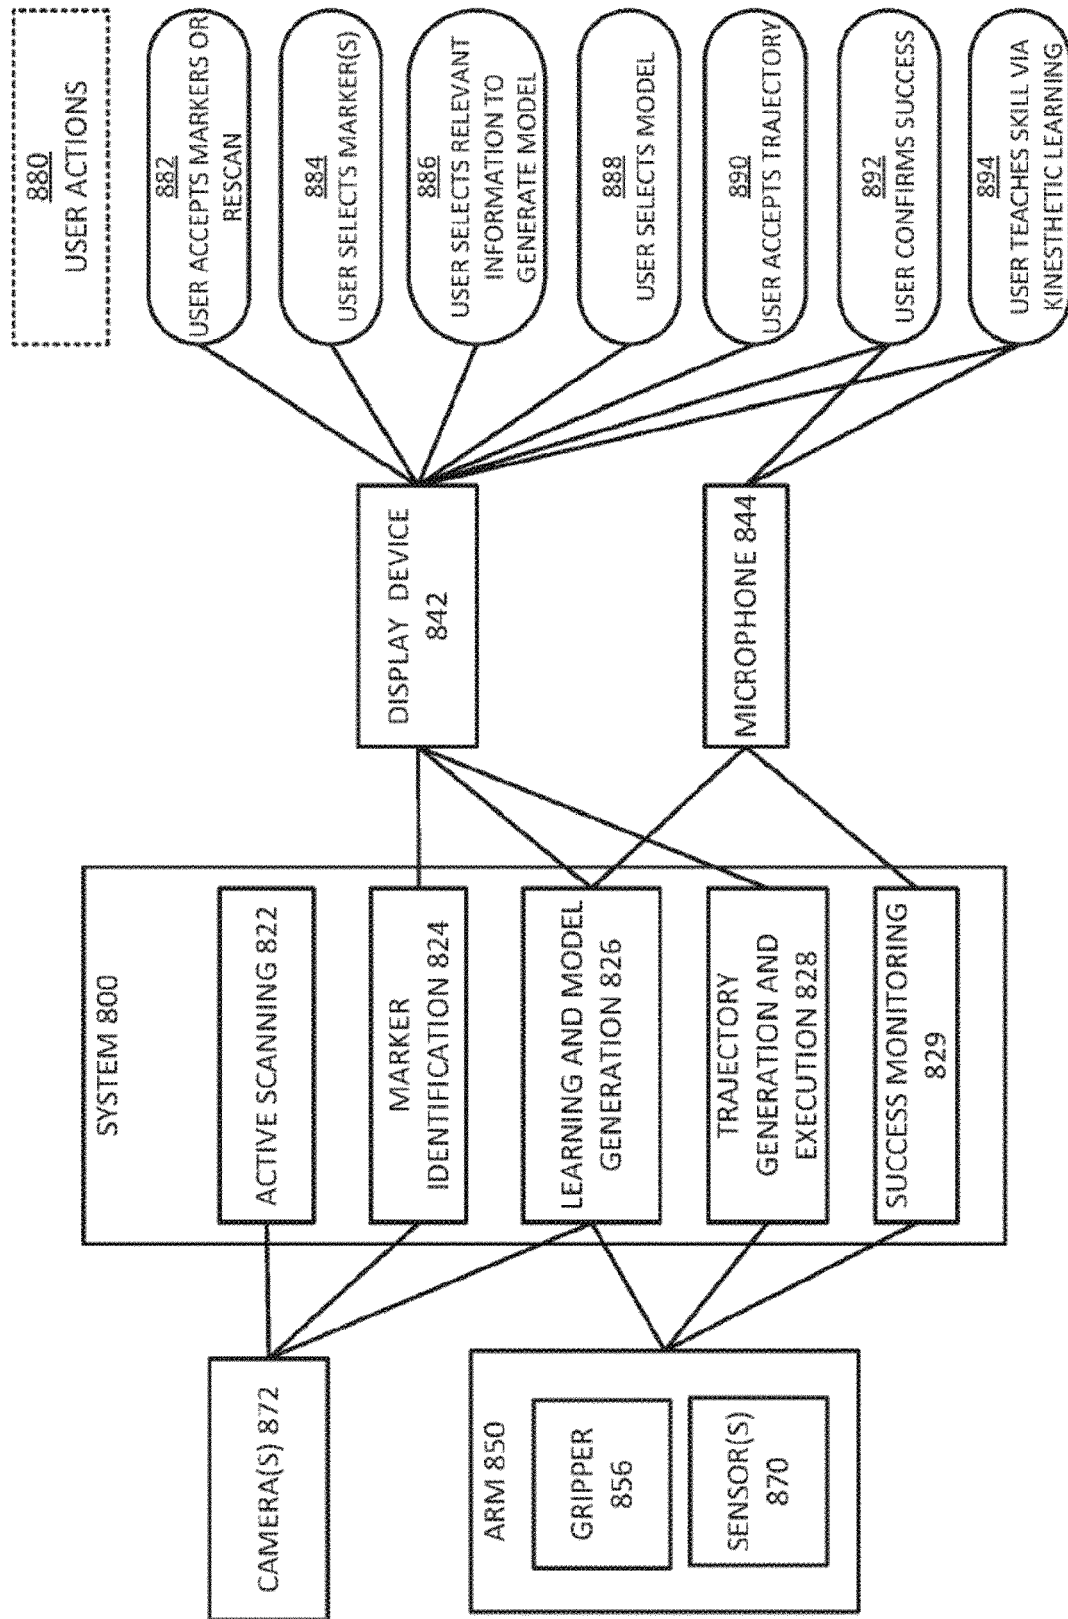 880
USER ACTIONS
882
USER ACCEPTS MARKERS OR
RESCAN
884
USER SELECTS MARKER(S)
886
USER SELECTS RELEVANT
INFORMATION TO
GENERATE MODEL
888
USER SELECTS MODEL
890
USER ACCEPTS TRAJECTORY
892
USER CONFIRMS SUCCESS
894
USER TEACHES SKILL VIA
KINESTHETIC LEARNING
DISPLAY DEVICE
842
MICROPHONE 844
SYSTEM 800
ACTIVE SCANNING 822
MARKER
IDENTIFICATION 824
LEARNING AND MODEL
GENERATION 826
TRAJECTORY
GENERATION AND
EXECUTION 828
SUCCESS MONITORING
829
CAMERA(S) 872
ARM 850
GRIPPER
856
SENSOR(S)
870